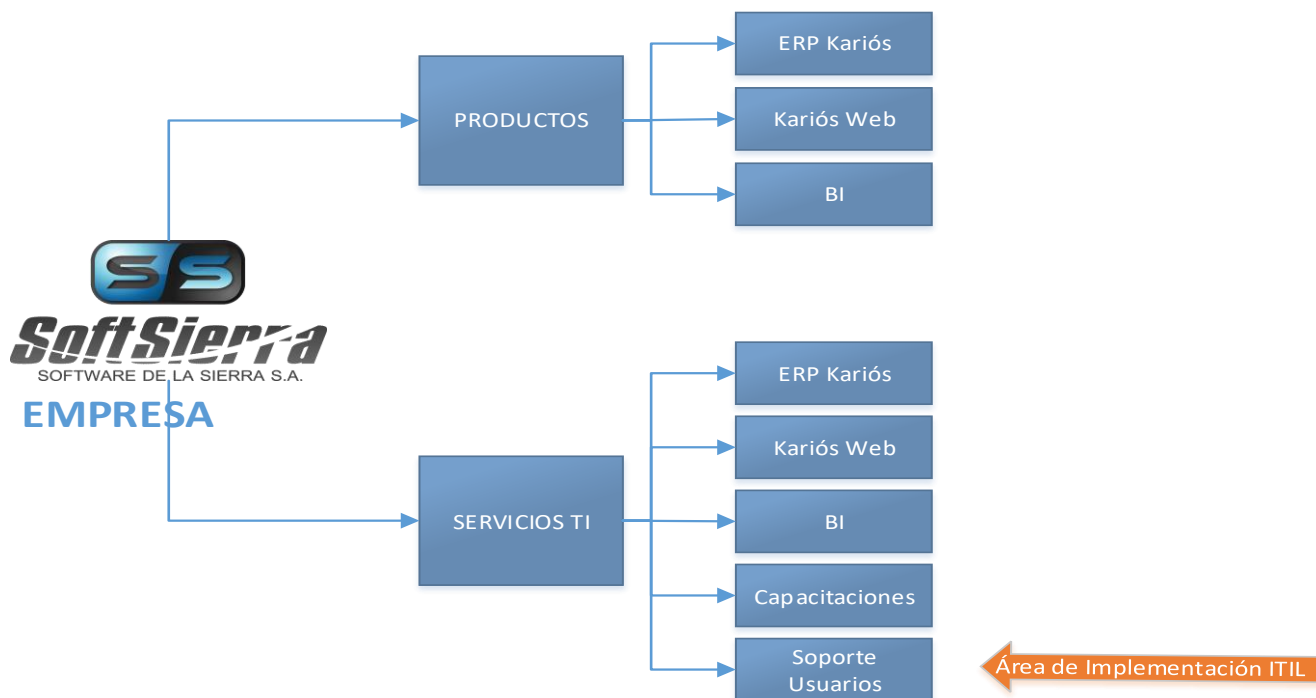 ERP Kariós
PRODUCTOS
Kariós Web
BI
SS
SoftSierra
SOFTWARE DE LA SIERRA S.A.
EMPRESA
ERP Kariós
Kariós Web
SERVICIOS TI
BI
Capacitaciones
Soporte
Usuarios
Área de Implementación ITIL